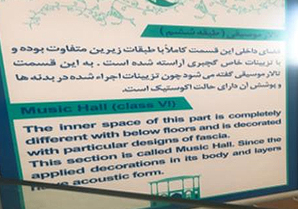 تالار موسیقی (طبقه ششم)
فضای داخلی این قسمت کاملاً با طبقات زیرین متفاوت بوده و
با تزیینات خاص گچبری آراسته شده است . به این قسمت
تالار موسیقی گفته می شود چون تزیینات اجرا شده در بدنه ها
و پوشش آن دارای حالت اکوستیک است.
Music Hall (class VI)
The inner space of this part is completely
different with below floors and is decorated
with particular designs of fascia.
This section is called Music Hall. Since the
applied decorations in its body and layers
have acoustic form.